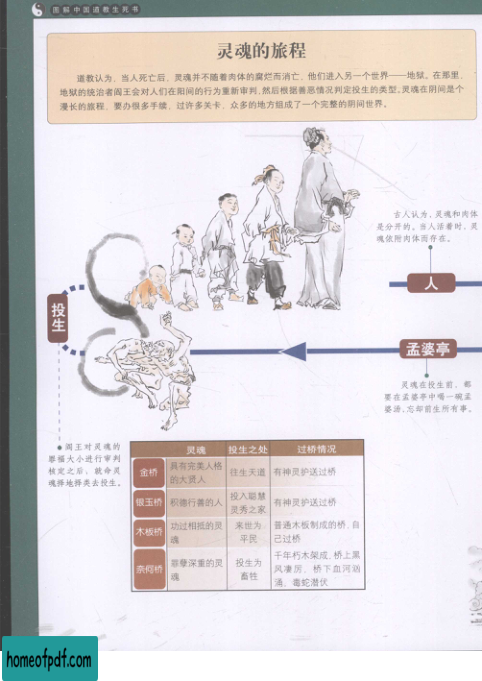 图解中国道教生死书
灵魂的旅程
道教认为，当人死亡后，灵魂并不随着肉体的腐烂而消亡，他们进入另一个世界——地狱。在那里，
地狱的统治者阎王会对人们在阳间的行为重新审判，然后根据善恶情况判定投生的类型。灵魂在阴间是个
漫长的旅程，要办很多手续，过许多关卡，众多的地方组成了一个完整的阴间世界。
古人认为，灵魂和肉体
是分开的。当人活着时，灵
魂依附肉体而存在。
人
投生
孟婆亭
灵魂在投生前，都
要在孟婆亭中喝一碗孟
婆汤，忘却前生所有事。
阎王对灵魂的
罪福大小进行审判
核定之后，就命灵
魂择地择类去投生。
灵魂 投生之处 过桥情况
金桥 具有完美人格的大贤人 往生天道 有神灵护送过桥
银玉桥 积德行善的人 投入聪慧灵秀之家 有神灵护送过桥
木板桥 功过相抵的灵魂 来世为平民 普通木板制成的桥，自己过桥
奈何桥 罪孽深重的灵魂 投生为畜牲 千年朽木架成，桥上黑风凄厉，桥下血河汹涌，毒蛇潜伏
homeofpdf.com